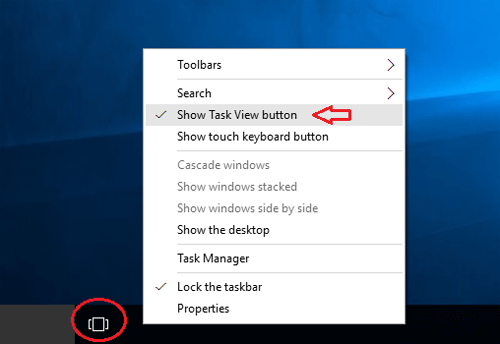 Toolbars
Search
Show Task View button
Show touch keyboard button
Cascade windows
Show windows stacked
Show windows side by side
Show the desktop
Task Manager
Lock the taskbar
Properties